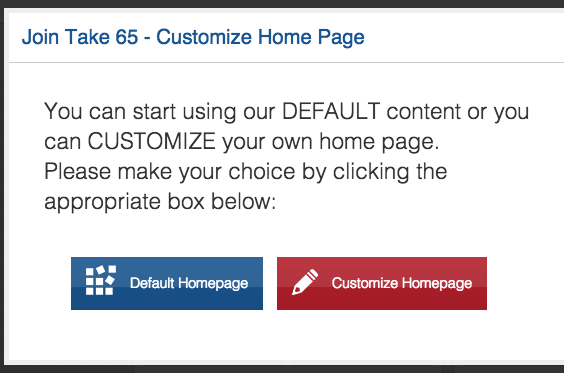 Join Take 65 - Customize Home Page
You can start using our DEFAULT content or you
can CUSTOMIZE your own home page.
Please make your choice by clicking the
appropriate box below:
Default Homepage
Customize Homepage